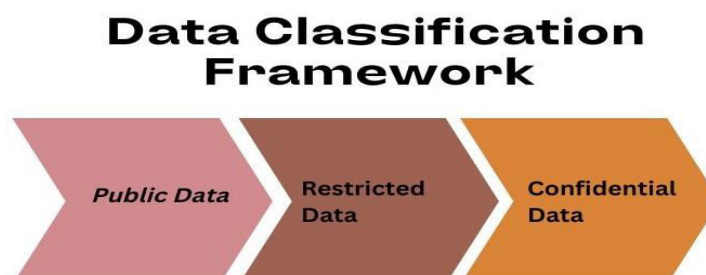 Data Classification
Framework
Public Data
Restricted
Data
Confidential
Data